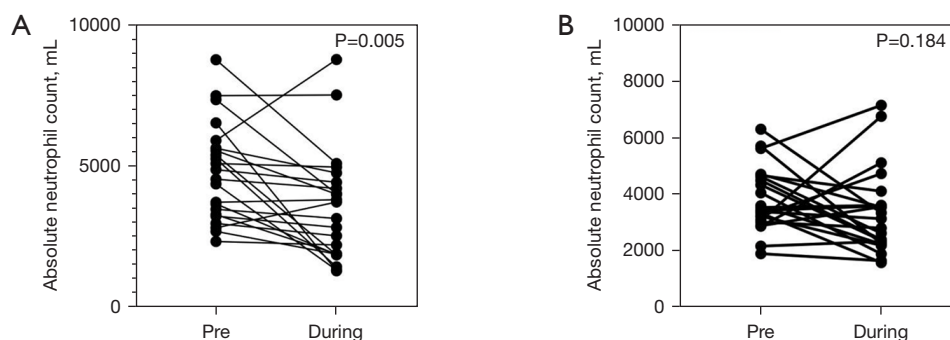 A
Absolute neutrophil count, mL
10000
5000
0
P=0.005
Pre
During
B
Absolute neutrophil count, mL
10000
8000
6000
4000
2000
0
P=0.184
Pre
During